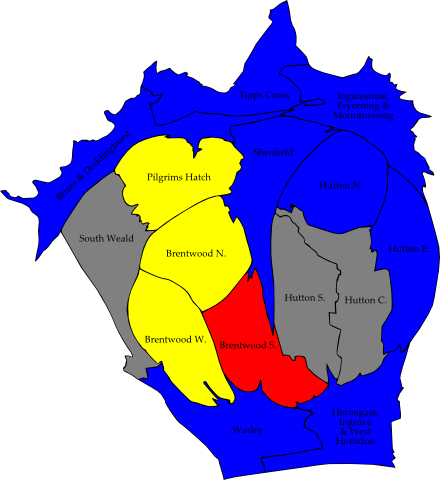 Tipps Cross
Ingatestone,
Fryerning &
Mountnessing
Brizes & Doddinghurst
Shenfield
Pilgrims Hatch
Hutton N.
South Weald
Brentwood N.
Hutton E.
Hutton S.
Hutton C.
Brentwood W.
Brentwood S.
Warley
Herongate,
Ingrave
& West
Horndon